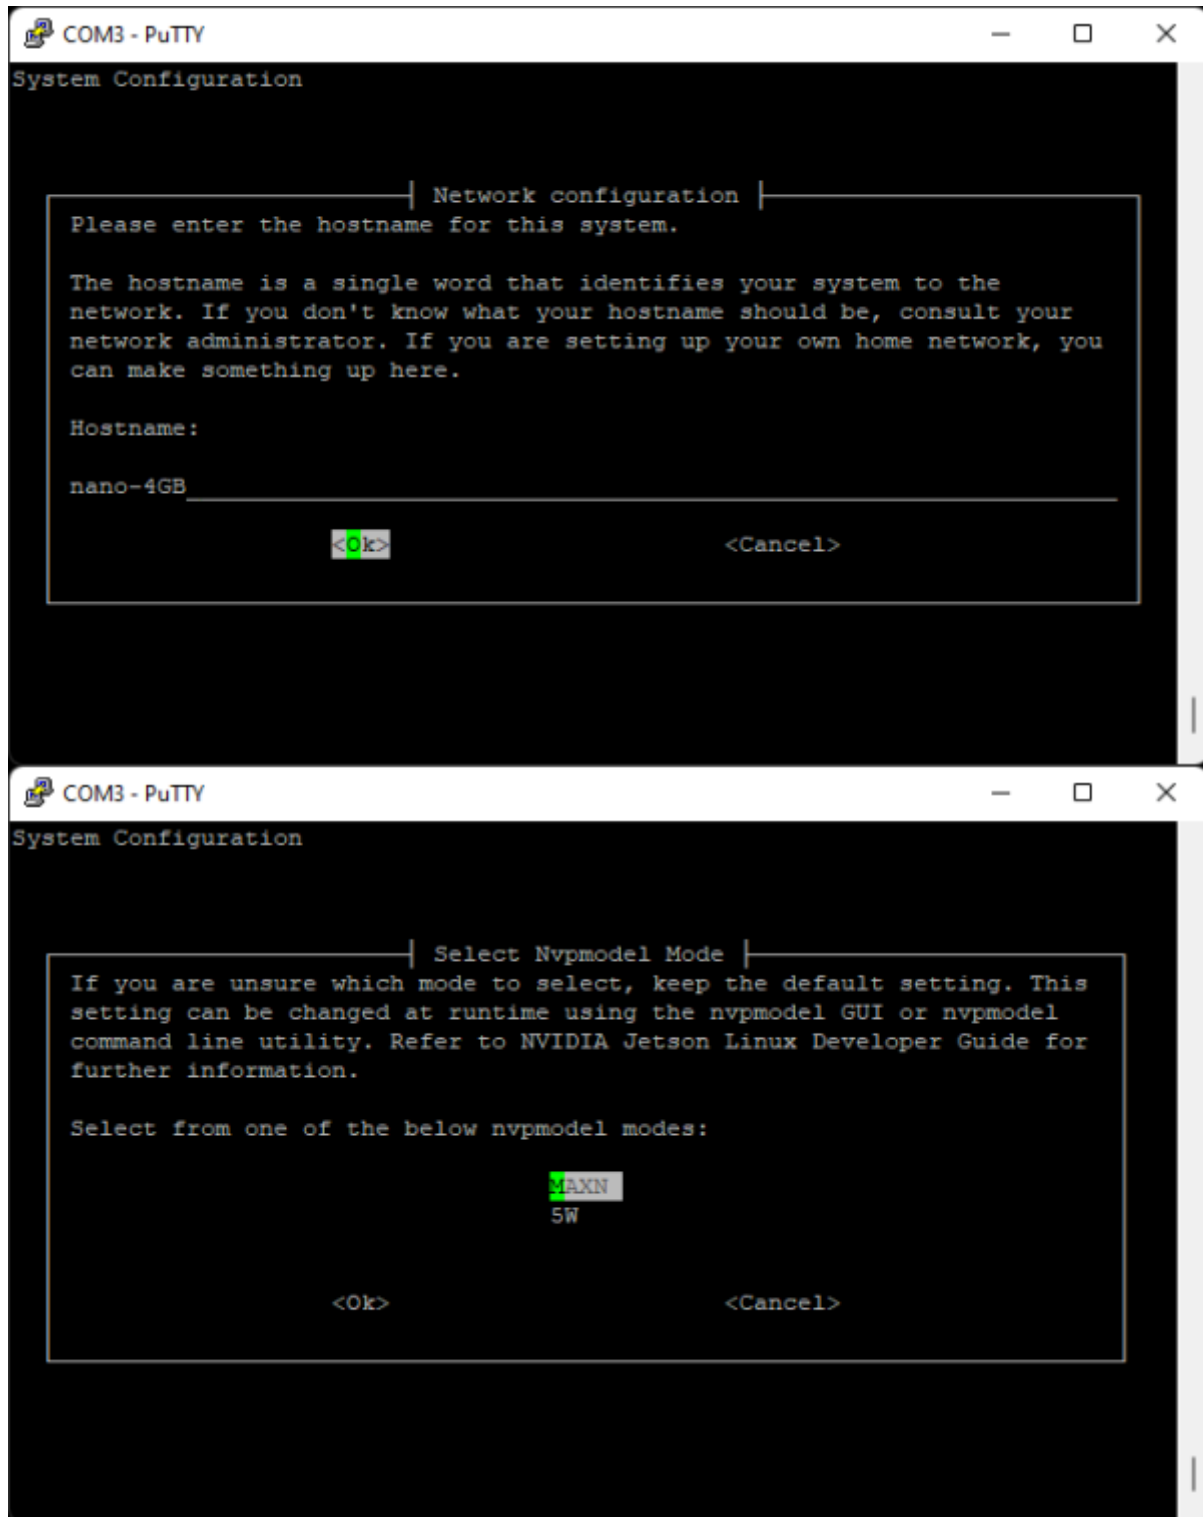 COM3 - PuTTY
System Configuration
Network configuration
Please enter the hostname for this system.
The hostname is a single word that identifies your system to the
network. If you don't know what your hostname should be, consult your
network administrator. If you are setting up your own home network, you
can make something up here.
Hostname:
nano-4GB
<Ok> <Cancel>
COM3 - PuTTY
System Configuration
Select Nvpmodel Mode
If you are unsure which mode to select, keep the default setting. This
setting can be changed at runtime using the nvpmodel GUI or nvpmodel
command line utility. Refer to NVIDIA Jetson Linux Developer Guide for
further information.
Select from one of the below nvpmodel modes:
MAXN
5W
<Ok> <Cancel>